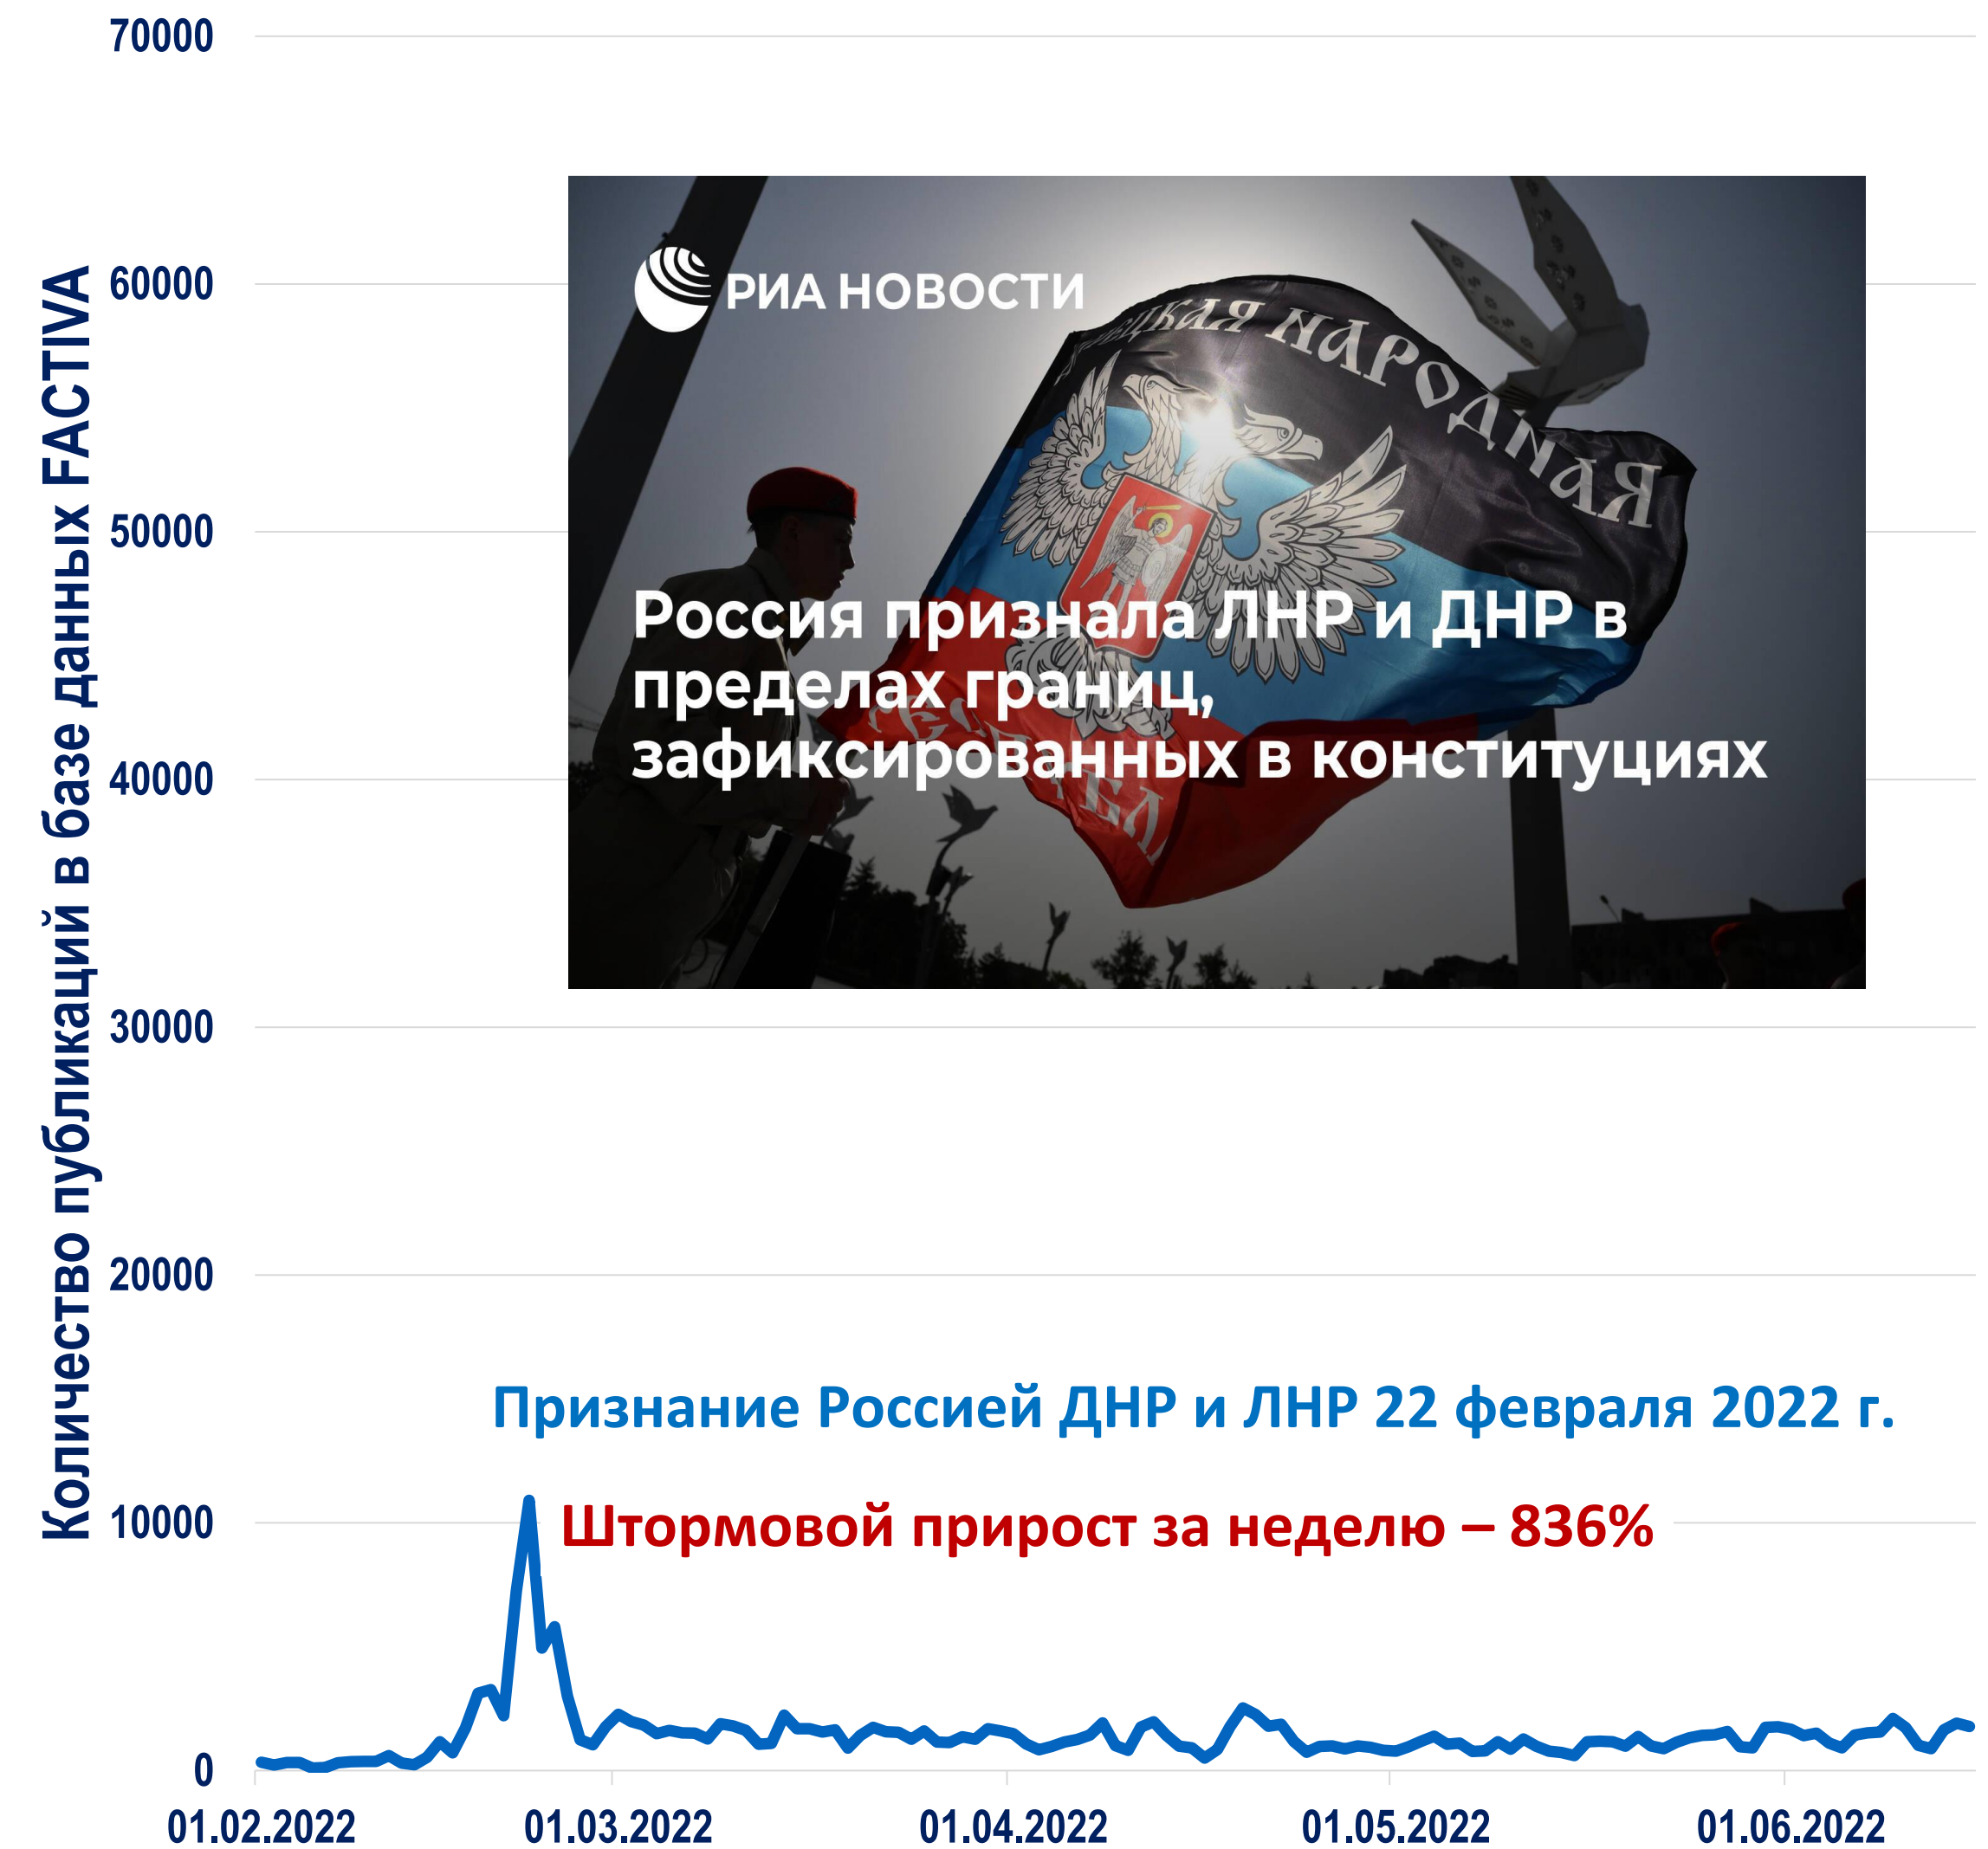 70000
60000
50000
40000
30000
20000
10000
0
Количество публикаций в базе данных FACTIVA
РИА НОВОСТИ
НАРОДНАЯ
Россия признала ЛНР и ДНР в
пределах границ,
зафиксированных в конституциях
Признание Россией ДНР и ЛНР 22 февраля 2022 г.
Штормовой прирост за неделю – 836%
01.02.2022
01.03.2022
01.04.2022
01.05.2022
01.06.2022